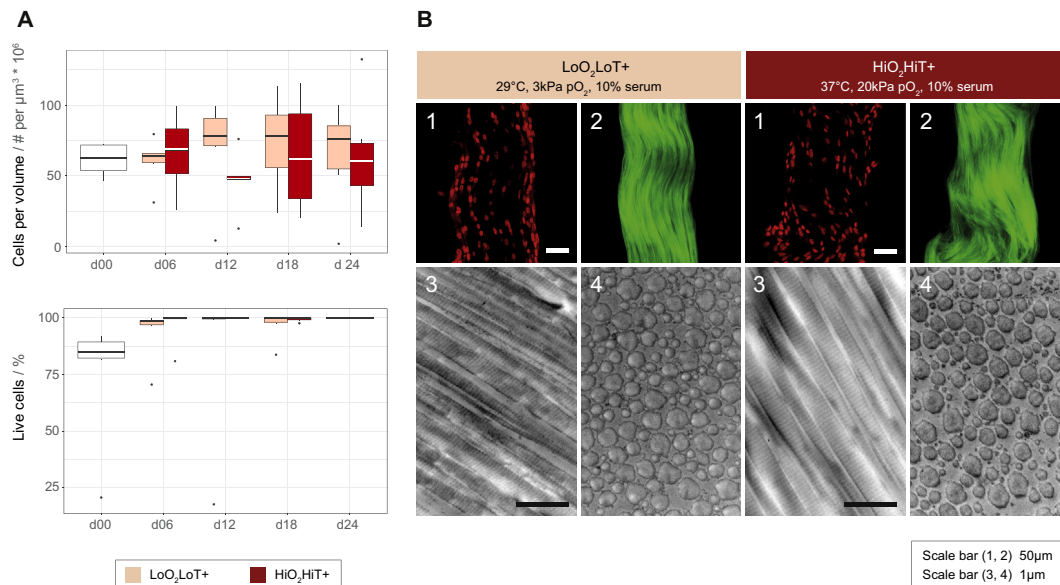 A
Cells per volume / # per µm³ * 10⁶
100
50
0
d00 d06 d12 d18 d 24
Live cells / %
100
75
50
25
d00 d06 d12 d18 d24
LoO₂LoT+ HiO₂HiT+
B
LoO₂LoT+
29°C, 3kPa pO₂, 10% serum
HiO₂HiT+
37°C, 20kPa pO₂, 10% serum
1 2 1 2
3 4 3 4
Scale bar (1, 2) 50µm
Scale bar (3, 4) 1µm